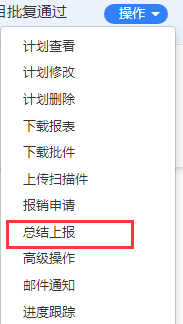 目批复通过 操作
计划查看
计划修改
计划删除
下载报表
下载批件
上传扫描件
报销申请
总结上报
高级操作
邮件通知
进度跟踪